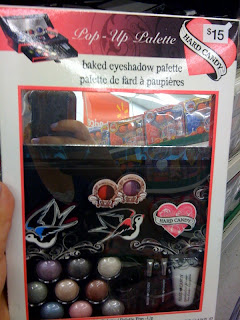 Pop-Up Palette
HARD CANDY
$15
baked eyeshadow palette
palette de fard à paupières
HARD CANDY